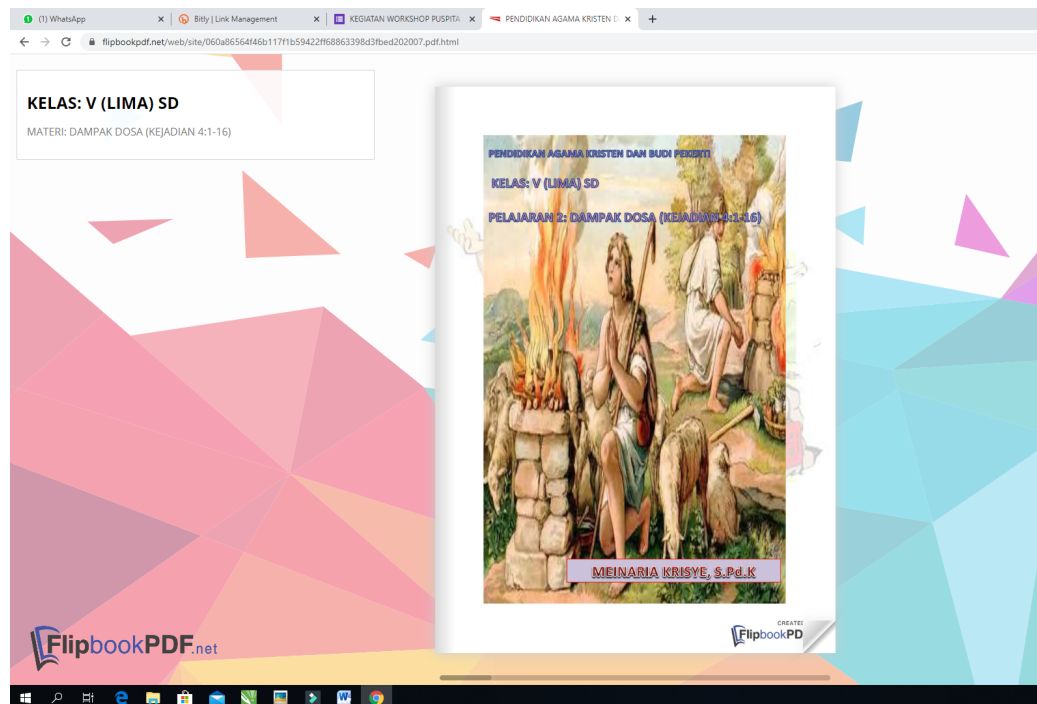 (1) WhatsApp
Bitly | Link Management
KEGIATAN WORKSHOP PUSPITA
PENDIDIKAN AGAMA KRISTEN D
flipbookpdf.net/web/site/060a86564f46b117f1b59422ff68863398d3fbed202007.pdf.html
KELAS: V (LIMA) SD
MATERI: DAMPAK DOSA (KEJADIAN 4:1-16)
PENDIDIKAN AGAMA KRISTEN DAN BUDI PEKERTI
KELAS: V (LIMA) SD
PELAJARAN 2: DAMPAK DOSA (KEJADIAN 4:1-16)
MEINARIA KRISYE, S.Pd.K
CREATE
FlipbookPD
FlipbookPDF.net